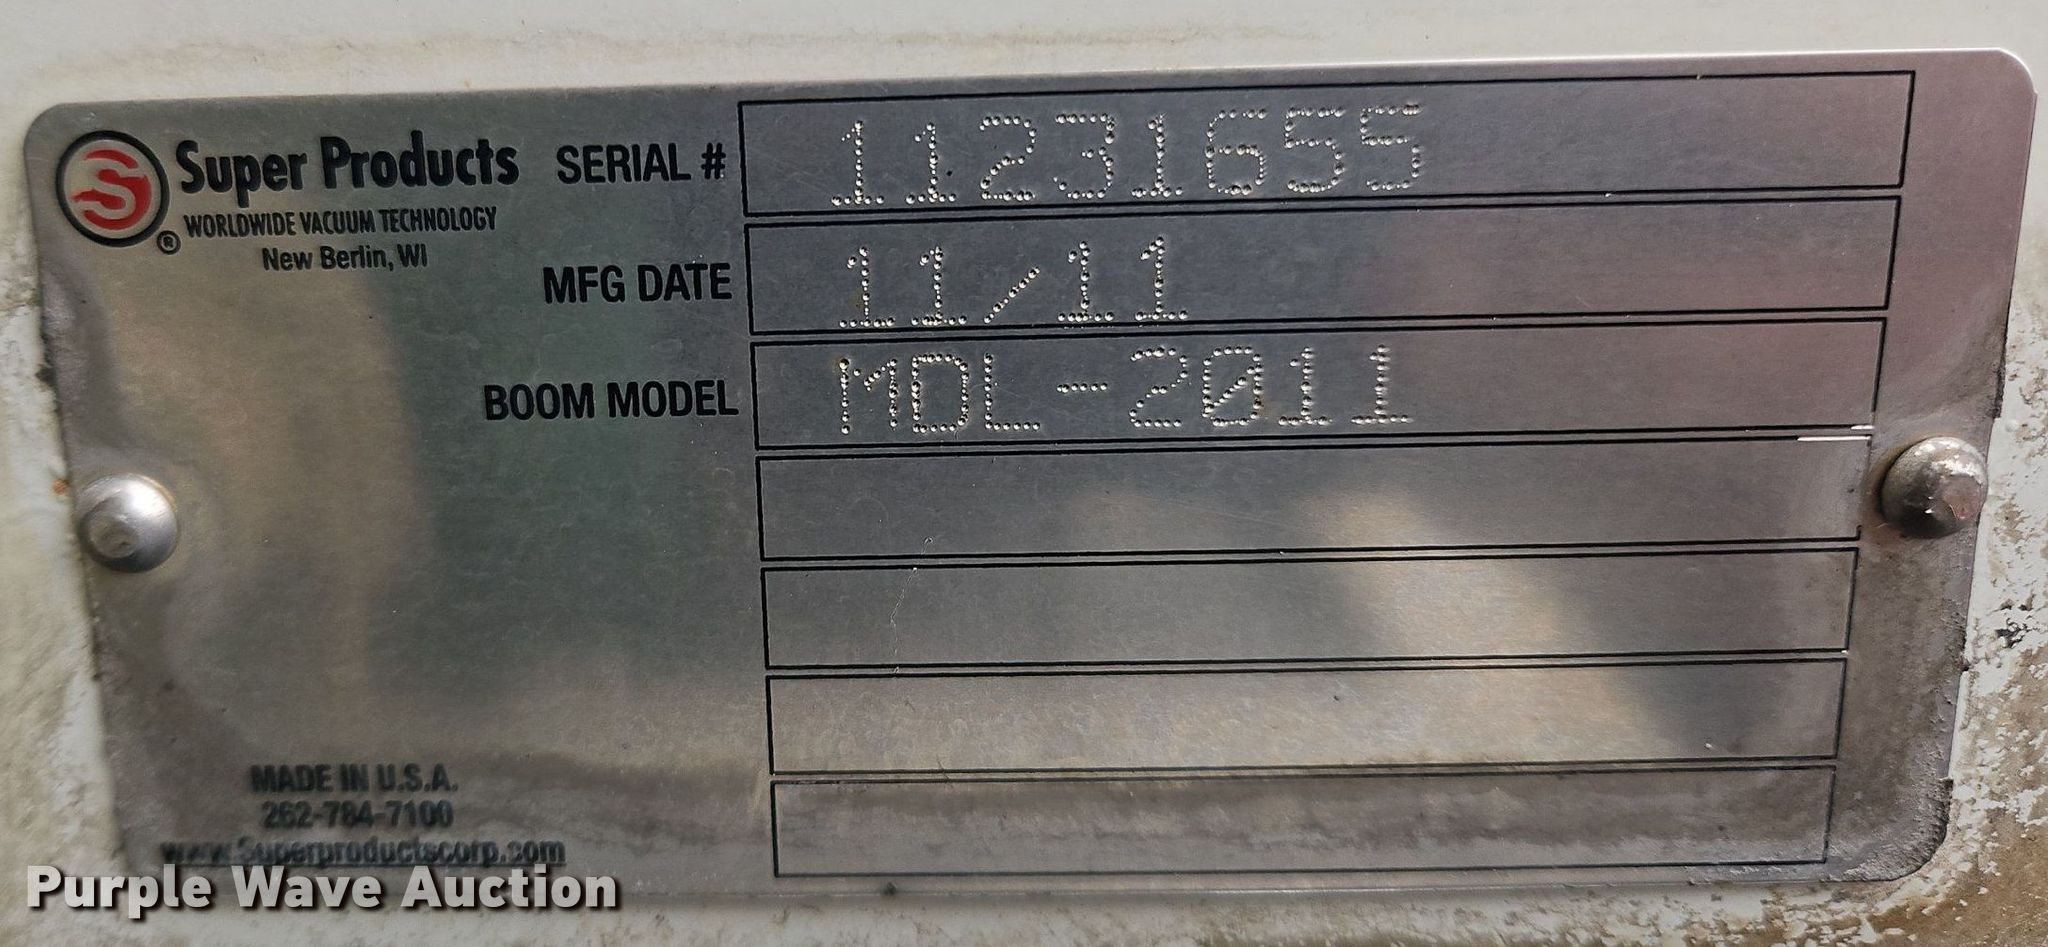 S Super Products ®
WORLDWIDE VACUUM TECHNOLOGY
New Berlin, WI
SERIAL # 11231655
MFG DATE 11/11
BOOM MODEL MDL-2011
MADE IN U.S.A.
262-784-7100
www.Superproductscorp.com
Purple Wave Auction